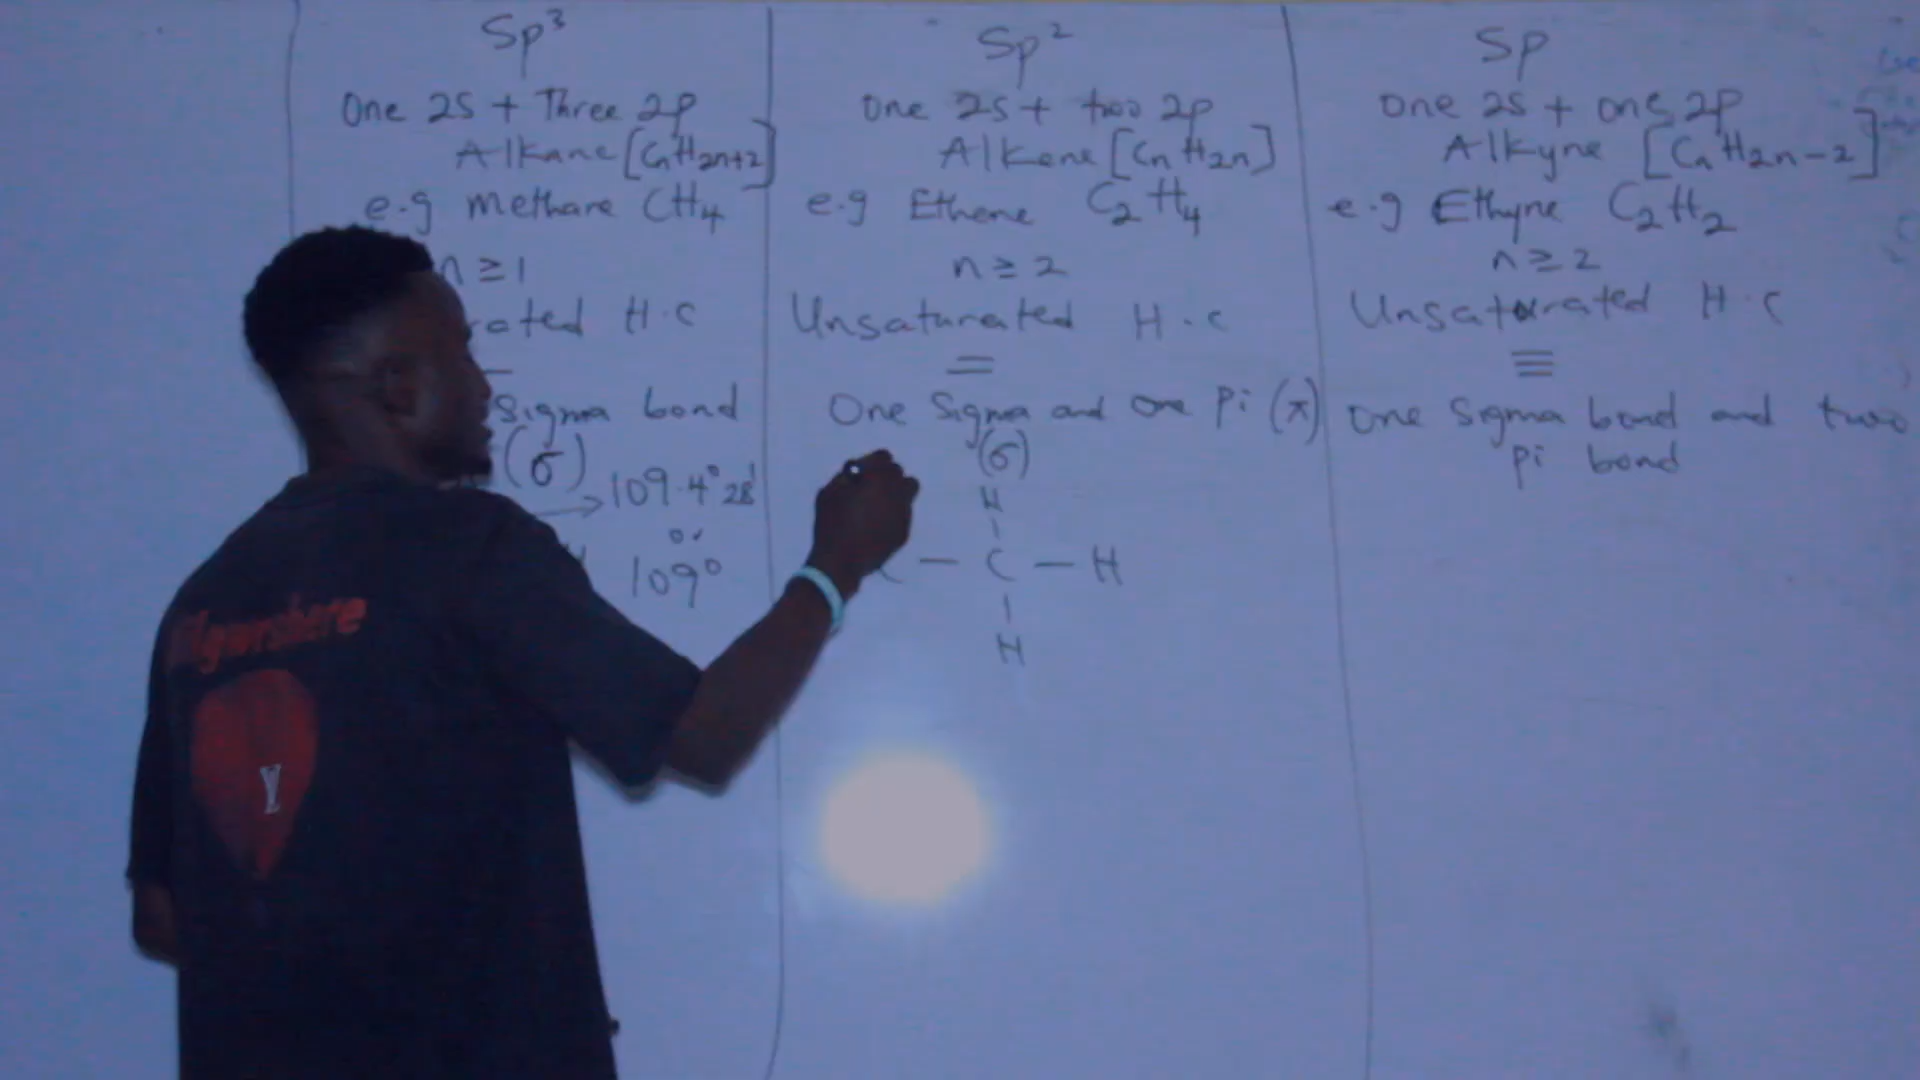 Sp³
One 2s + Three 2p
Alkane [CnH2n+2]
e.g methane CH4
n ≥ 1
rated H.C
Sigma bond
(σ)
→ 109.4°28'
or
109°
Sp²
One 2s + two 2p
Alkene [CnH2n]
e.g Ethene C2H4
n ≥ 2
Unsaturated H.c
=
One Sigma and one Pi (π)
(σ)
H
C – C – H
H
Sp
One 2s + one 2p
Alkyne [CnH2n-2]
e.g Ethyne C2H2
n ≥ 2
Unsaturated H.C
≡
One Sigma bond and two
pi bond